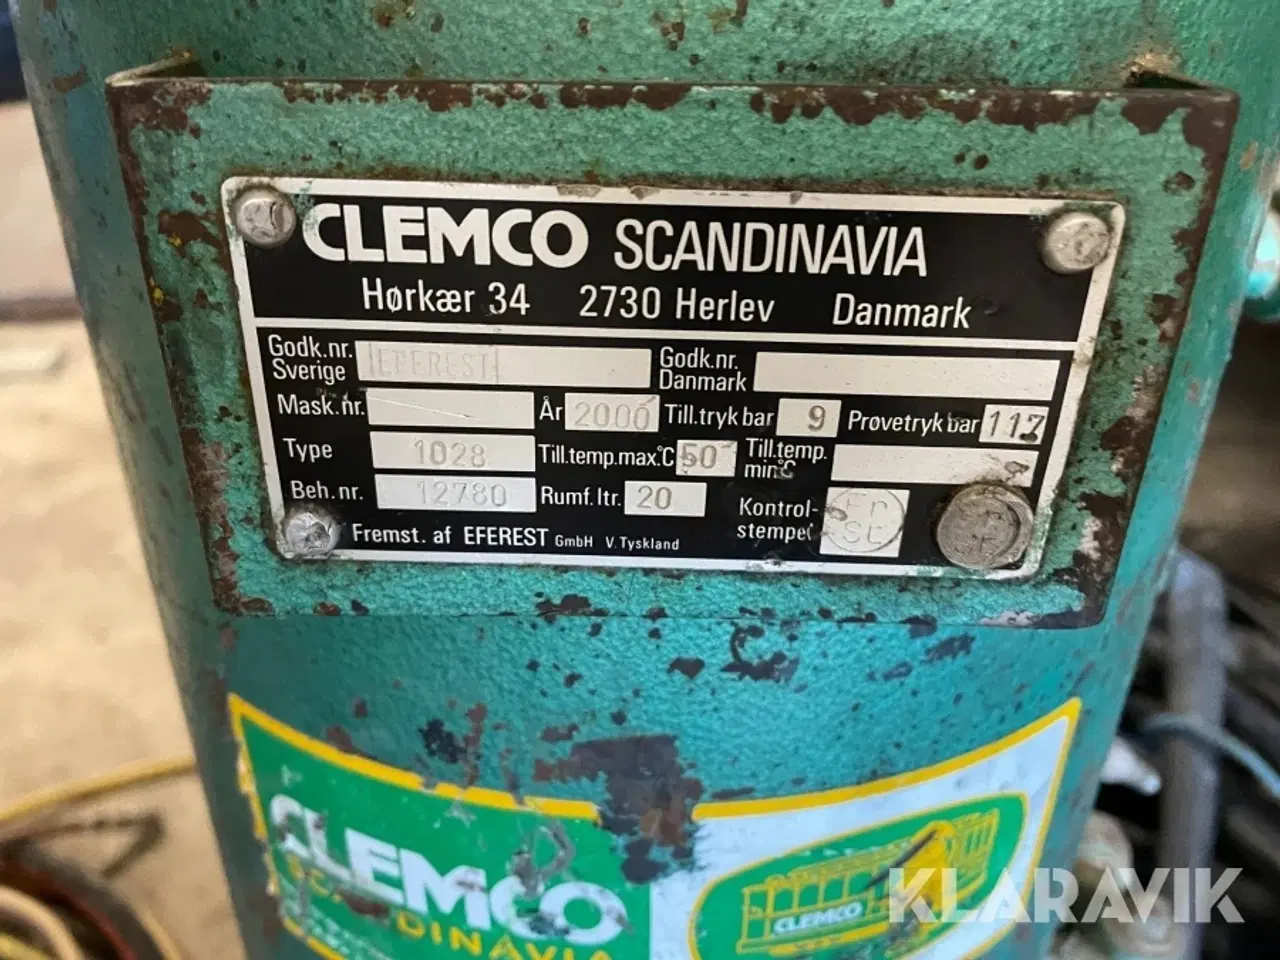 CLEMCO SCANDINAVIA
Hørkær 34 2730 Herlev Danmark
Godk.nr. Sverige EFEREST Godk.nr. Danmark
Mask.nr. År 2000 Till.tryk bar 9 Prøvetryk bar 117
Type 1028 Till.temp.max.°C 50 Till.temp. min°C
Beh.nr. 12780 Rumf.ltr. 20 Kontrol-stempel
Fremst. af EFEREST GmbH V. Tyskland
CLEMCO
SCANDINAVIA
CLEMCO
KLARAVIK